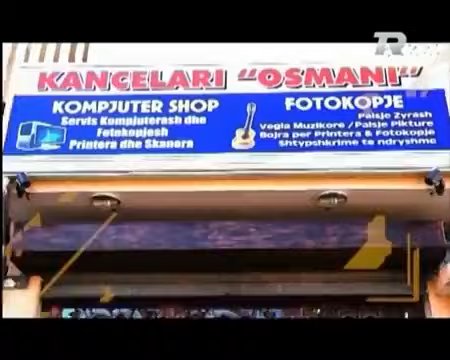 KANCELARI "OSMANI"
KOMPJUTER SHOP
Servis Kompjuterash dhe
Fotokopjesh
Printera dhe Skanera
FOTOKOPJE
Paisje Zyrash
Vegla Muzikore / Paisje Pikture
Bojra per Printera & Fotokopje
Shtypshkrime te ndryshme